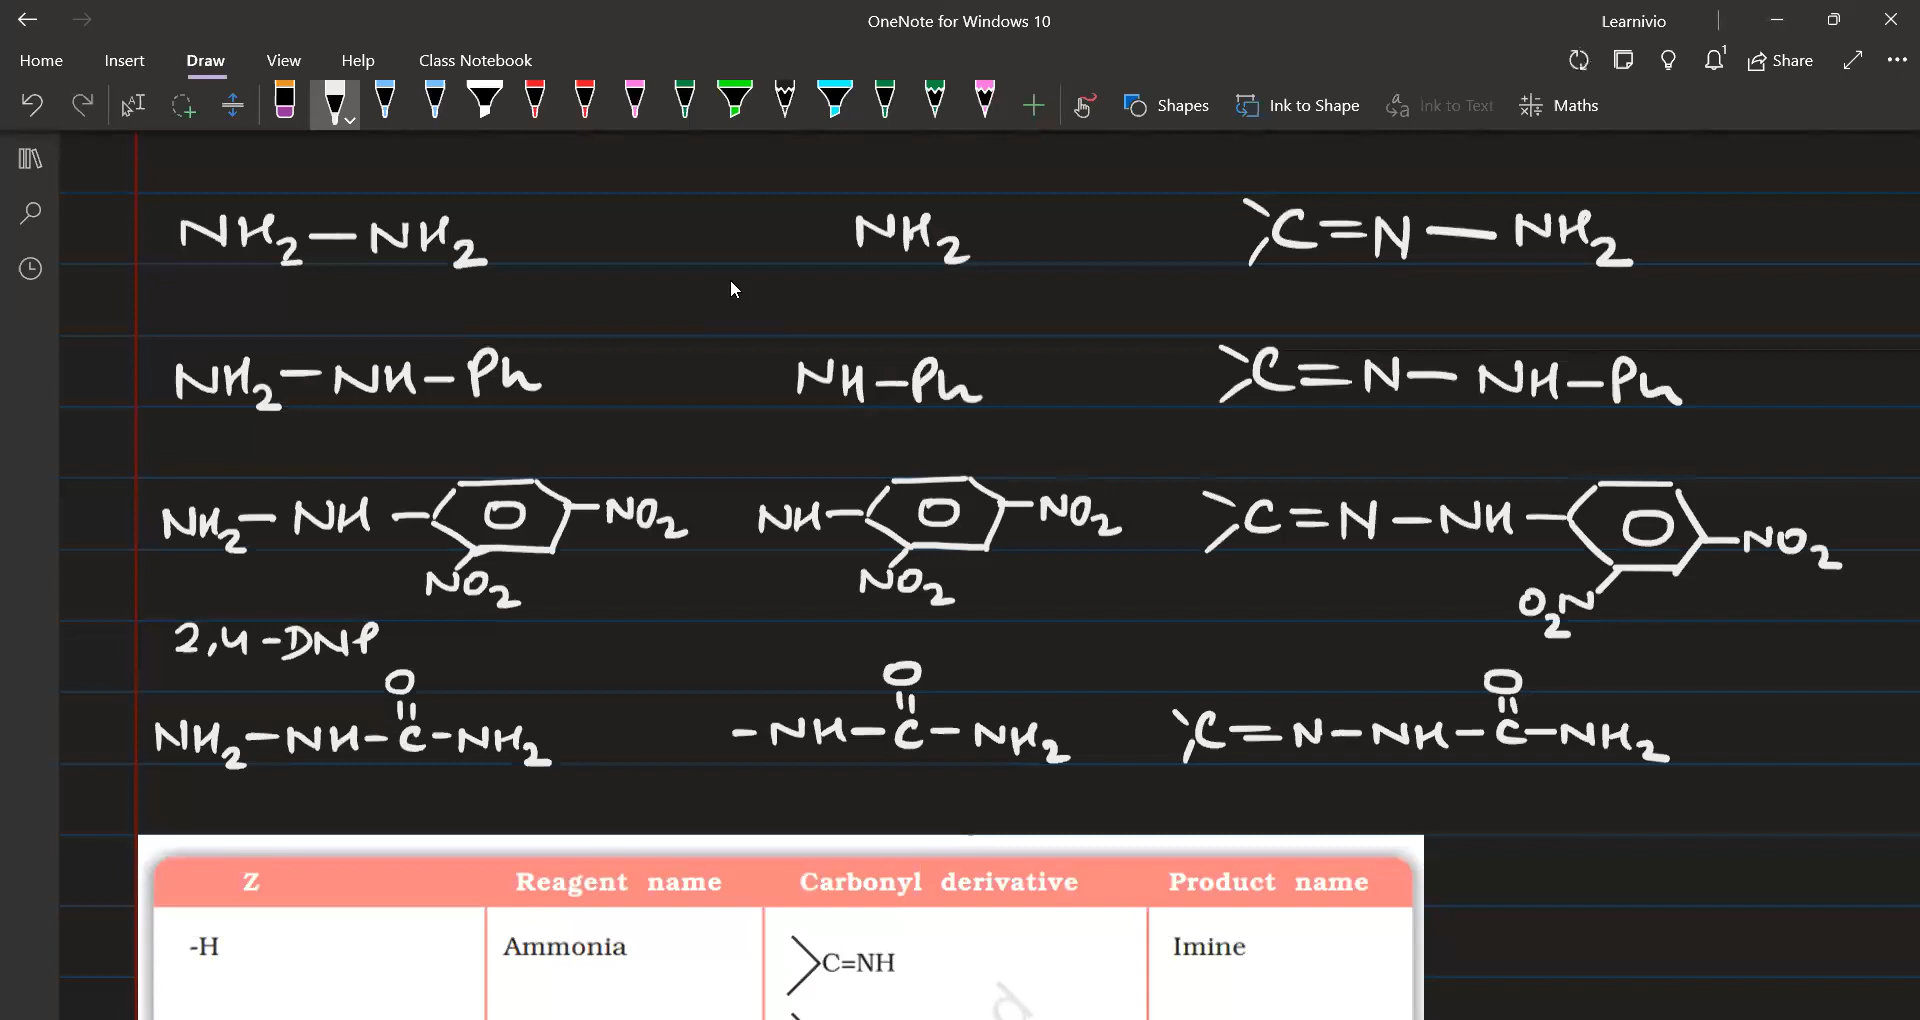 OneNote for Windows 10
Learnivio
Home Insert Draw View Help Class Notebook
1
Share
Shapes Ink to Shape Ink to Text Maths
NH2-NH2 NH2 >C=N-NH2
NH2-NH-Ph NH-Ph >C=N-NH-Ph
NH2-NH- -NO2 NH- -NO2 >C=N-NH- -NO2
NO2 NO2 O2N
2,4-DNP
O O O
NH2-NH-C-NH2 -NH-C-NH2 >C=N-NH-C-NH2
Z Reagent name Carbonyl derivative Product name
-H Ammonia >C=NH Imine